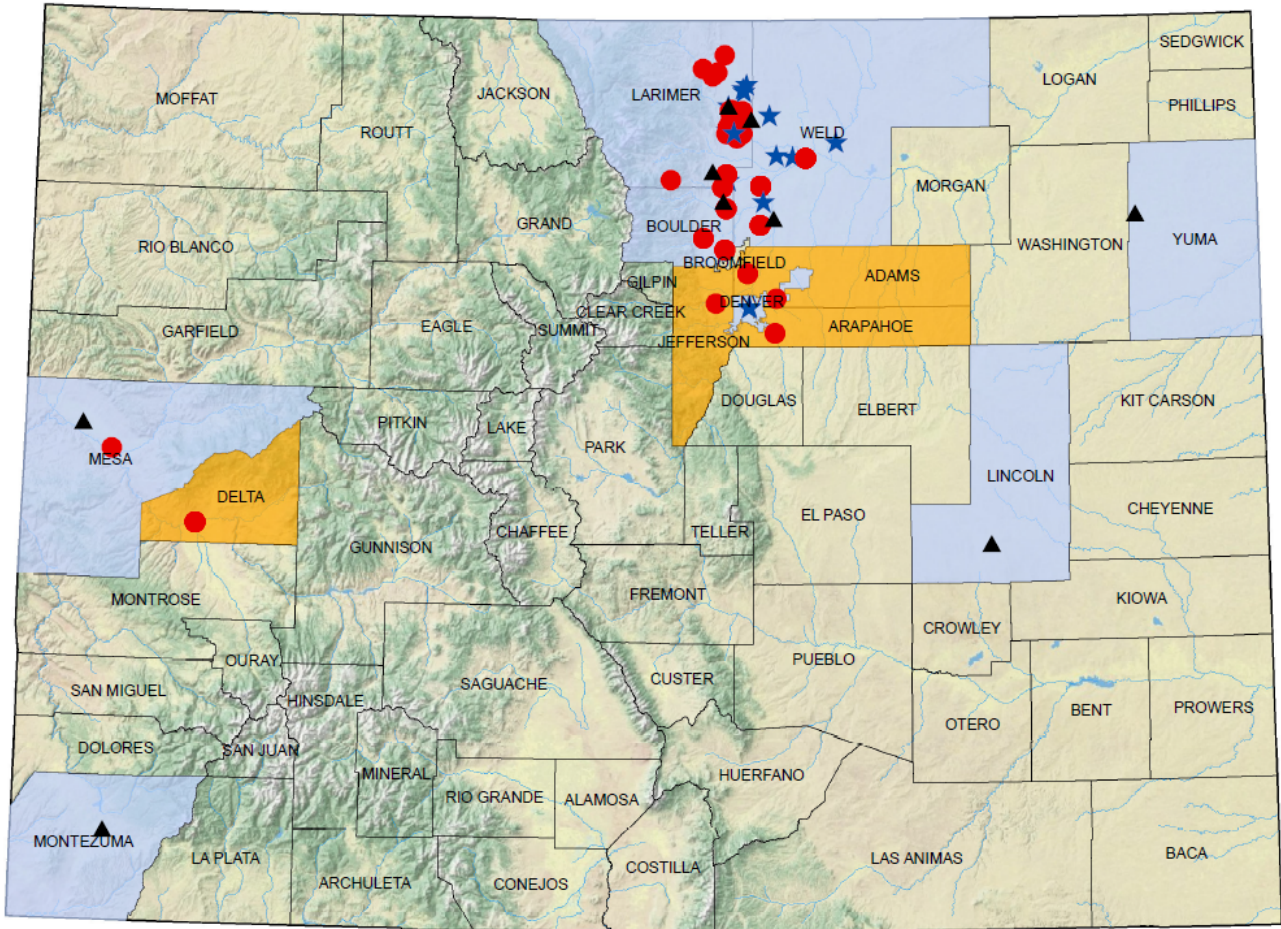 SEDGWICK
LOGAN
MOFFAT
JACKSON
LARIMER
PHILLIPS
ROUTT
WELD
MORGAN
GRAND
BOULDER
RIO BLANCO
WASHINGTON
YUMA
BROOMFIELD
GILPIN
ADAMS
DENVER
CLEAR CREEK
EAGLE
SUMMIT
GARFIELD
ARAPAHOE
JEFFERSON
DOUGLAS
ELBERT
KIT CARSON
PITKIN
LAKE
PARK
MESA
LINCOLN
DELTA
CHEYENNE
EL PASO
CHAFFEE
TELLER
GUNNISON
FREMONT
MONTROSE
KIOWA
CROWLEY
OURAY
PUEBLO
CUSTER
SAGUACHE
SAN MIGUEL
HINSDALE
BENT
PROWERS
OTERO
DOLORES
SAN JUAN
MINERAL
HUERFANO
RIO GRANDE
ALAMOSA
MONTEZUMA
LA PLATA
LAS ANIMAS
BACA
COSTILLA
ARCHULETA
CONEJOS